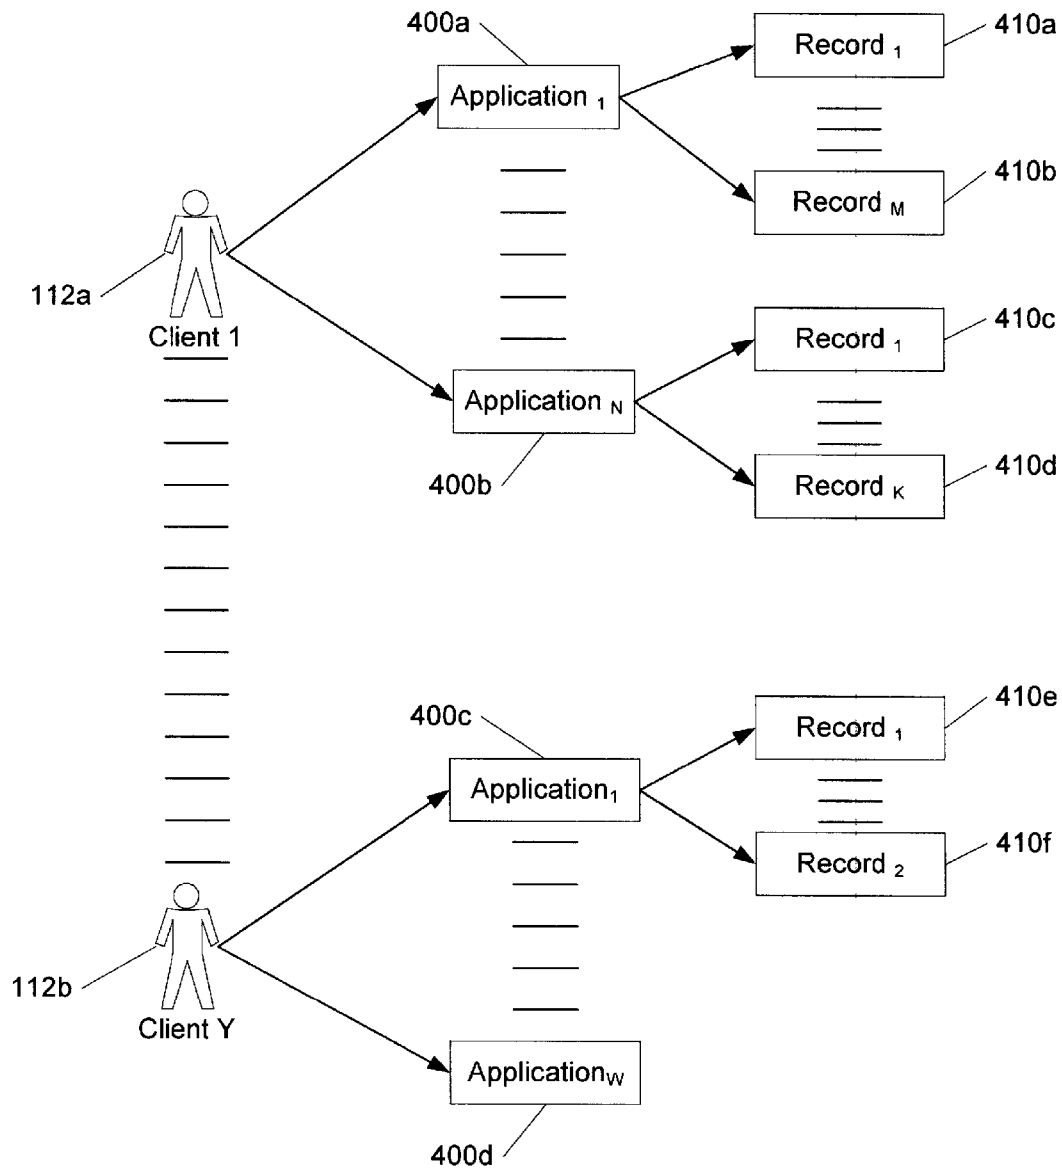 400a
410a
Record 1
Application 1
410b
Record M
112a
Client 1
410c
Record 1
Application N
400b
410d
Record K
400c
410e
Record 1
Application1
410f
Record 2
112b
Client Y
ApplicationW
400d